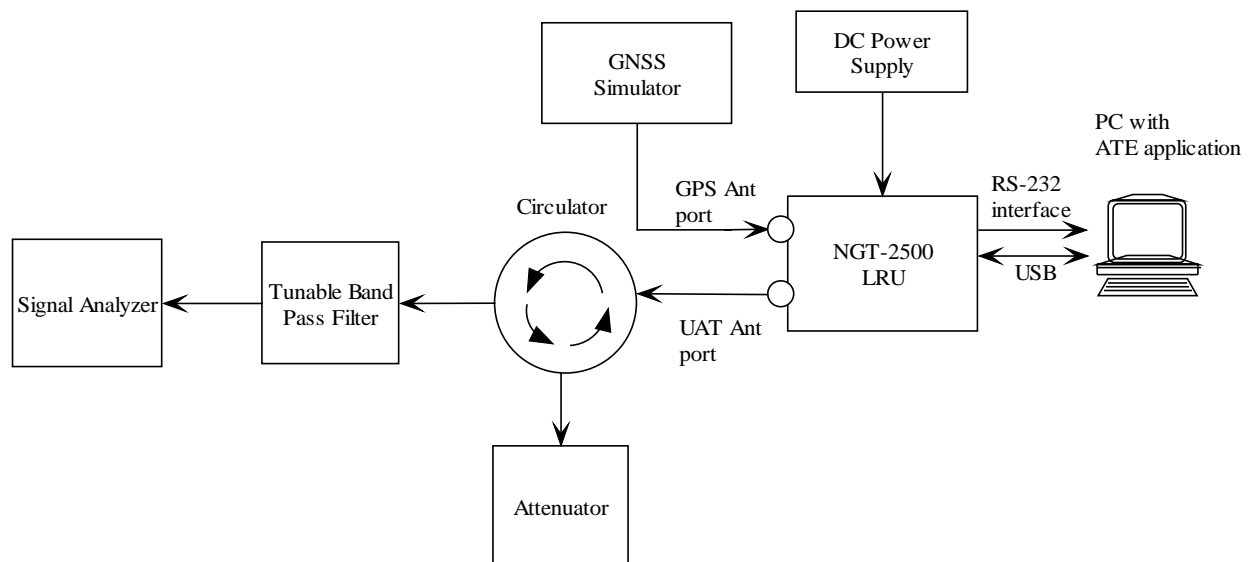 GNSS
Simulator
DC Power
Supply
PC with
ATE application
GPS Ant
port
RS-232
interface
Circulator
NGT-2500
LRU
USB
Signal Analyzer
Tunable Band
Pass Filter
UAT Ant
port
Attenuator